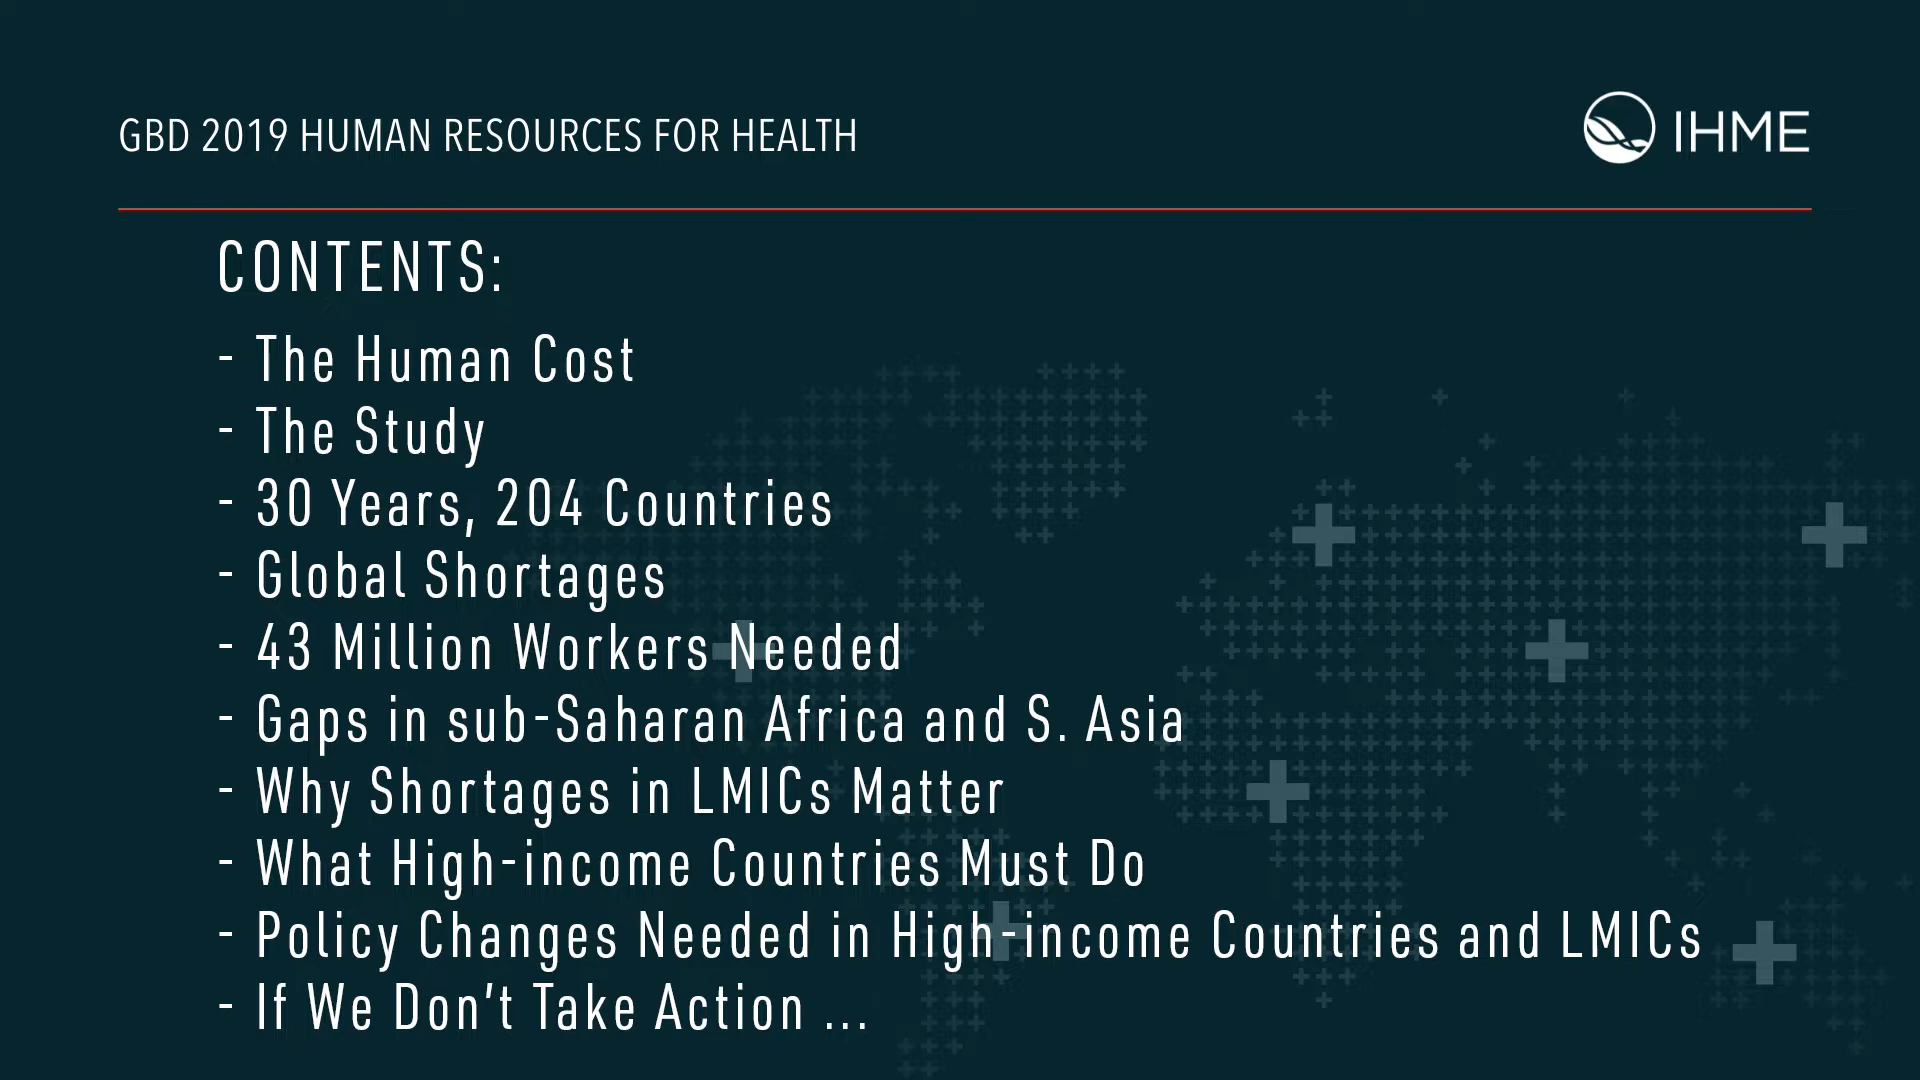 GBD 2019 HUMAN RESOURCES FOR HEALTH
IHME
CONTENTS:
- The Human Cost
- The Study
- 30 Years, 204 Countries
- Global Shortages
- 43 Million Workers Needed
- Gaps in sub-Saharan Africa and S. Asia
- Why Shortages in LMICs Matter
- What High-income Countries Must Do
- Policy Changes Needed in High-income Countries and LMICs
- If We Don’t Take Action ...